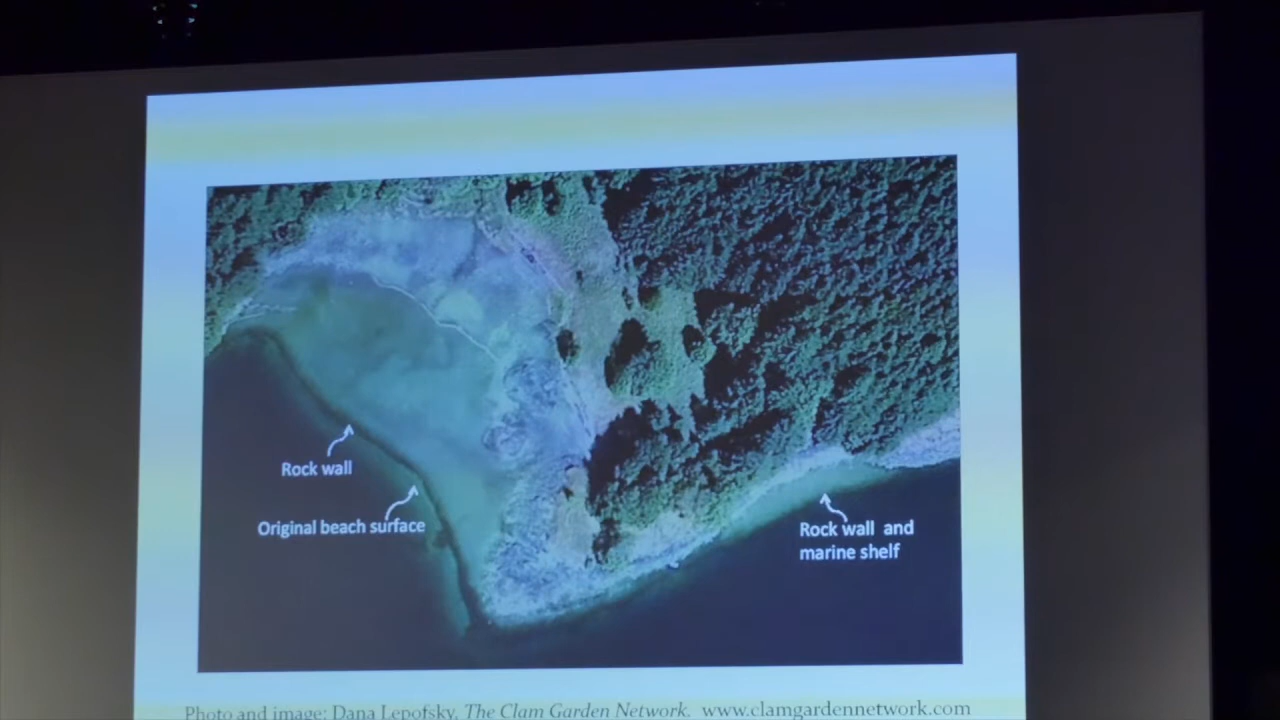 Rock wall
Original beach surface
Rock wall and
marine shelf
Photo and image: Dana Lepofsky, The Clam Garden Network. www.clamgardennetwork.com